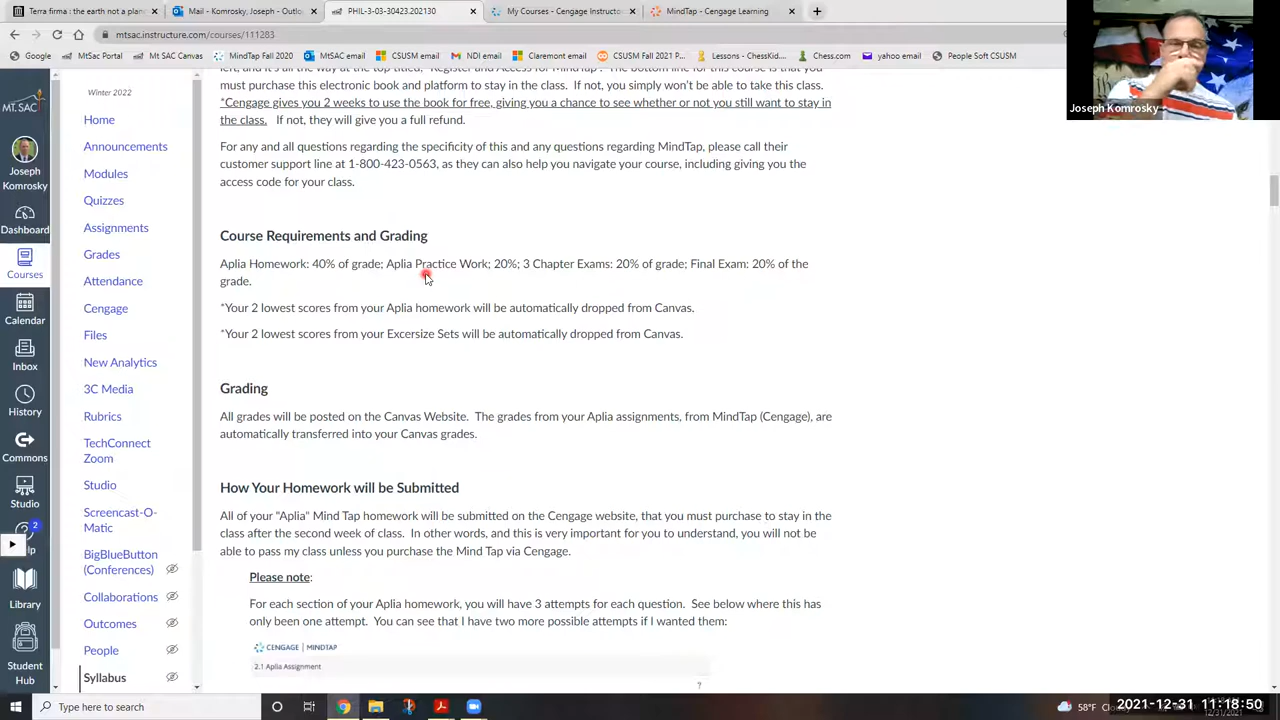 Terra firma : the earth not a plan
Mail - Komrosky, Joseph - Outlook
PHIL-3-03-30423.202130
My Courses - Cengage Instructor
MindTap - Cengage Learning
mtsac.instructure.com/courses/111283
Google
MtSac Portal
Mt. SAC Canvas
MindTap Fall 2020
MtSAC email
CSUSM email
NDEM email
Claremont email
CSUSM Fall 2021 P...
Lessons - ChessKid...
Chess.com
yahoo email
People Soft CSUSM
Joseph Komrosky
MT.SAC
Joseph
Komrosky
Dashboard
Courses
Calendar
Inbox
History
Commons
Studio
2
Library
Student
Hub
Winter 2022
Home
Announcements
Modules
Quizzes
Assignments
Grades
Attendance
Cengage
Files
New Analytics
3C Media
Rubrics
TechConnect
Zoom
Studio
Screencast-O-
Matic
BigBlueButton
(Conferences)
Collaborations
Outcomes
People
Syllabus
must purchase this electronic book and platform to stay in the class. If not, you simply won't be able to take this class.
*Cengage gives you 2 weeks to use the book for free, giving you a chance to see whether or not you still want to stay in
the class. If not, they will give you a full refund.
For any and all questions regarding the specificity of this and any questions regarding MindTap, please call their
customer support line at 1-800-423-0563, as they can also help you navigate your course, including giving you the
access code for your class.
Course Requirements and Grading
Aplia Homework: 40% of grade; Aplia Practice Work; 20%; 3 Chapter Exams: 20% of grade; Final Exam: 20% of the
grade.
*Your 2 lowest scores from your Aplia homework will be automatically dropped from Canvas.
*Your 2 lowest scores from your Excersize Sets will be automatically dropped from Canvas.
Grading
All grades will be posted on the Canvas Website. The grades from your Aplia assignments, from MindTap (Cengage), are
automatically transferred into your Canvas grades.
How Your Homework will be Submitted
All of your "Aplia" Mind Tap homework will be submitted on the Cengage website, that you must purchase to stay in the
class after the second week of class. In other words, and this is very important for you to understand, you will not be
able to pass my class unless you purchase the Mind Tap via Cengage.
Please note:
For each section of your Aplia homework, you will have 3 attempts for each question. See below where this has
only been one attempt. You can see that I have two more possible attempts if I wanted them:
CENGAGE | MINDTAP
2.1 Aplia Assignment
Type here to search
58°F
2021-12-31 11:18:50